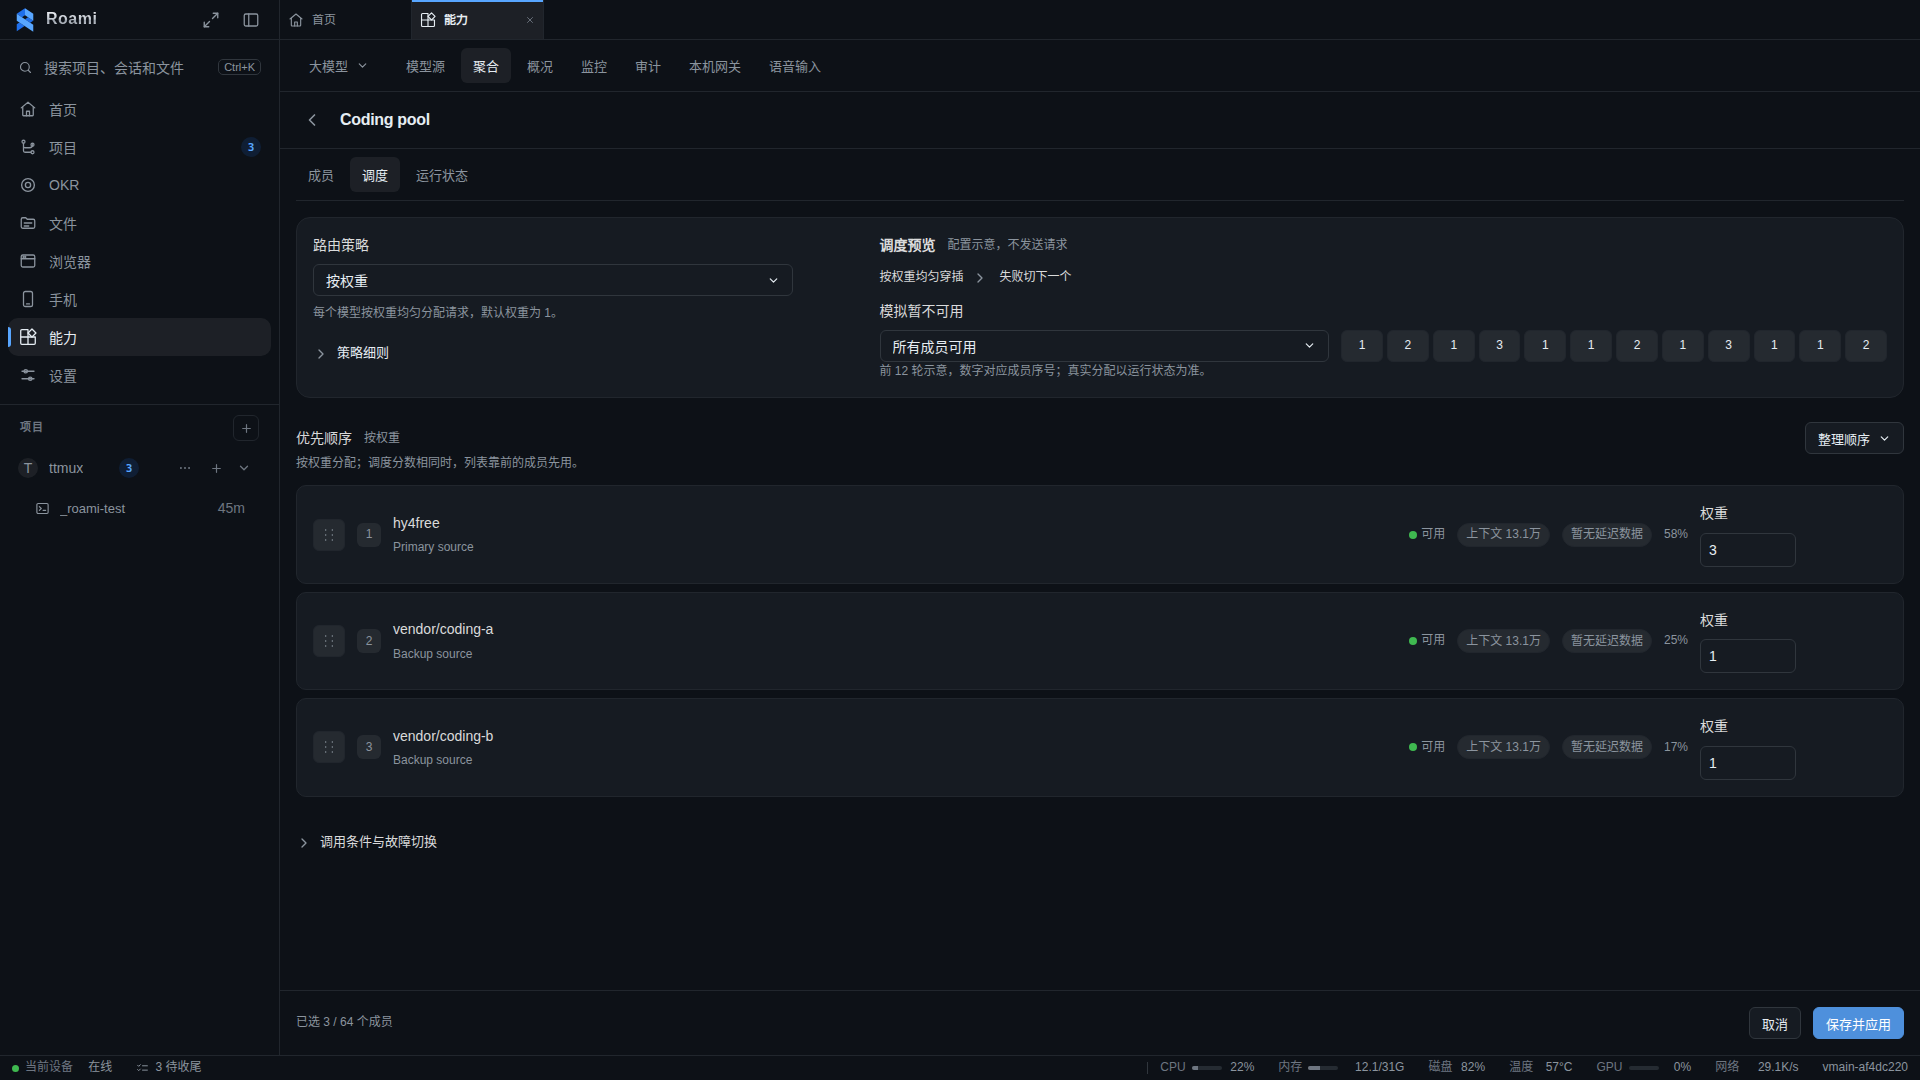 Roami
首页
能力
搜索项目、会话和文件 Ctrl+K
首页
项目 3
OKR
文件
浏览器
手机
能力
设置
项目
T ttmux 3
_roami-test 45m
大模型 模型源 聚合 概况 监控 审计 本机网关 语音输入
Coding pool
成员 调度 运行状态
路由策略
按权重
每个模型按权重均匀分配请求，默认权重为 1。
策略细则
调度预览 配置示意，不发送请求
按权重均匀穿插 失败切下一个
模拟暂不可用
所有成员可用 1 2 1 3 1 1 2 1 3 1 1 2
前 12 轮示意，数字对应成员序号；真实分配以运行状态为准。
优先顺序 按权重
按权重分配；调度分数相同时，列表靠前的成员先用。
整理顺序
1 hy4free
Primary source
可用 上下文 13.1万 暂无延迟数据 58%
权重
3
2 vendor/coding-a
Backup source
可用 上下文 13.1万 暂无延迟数据 25%
权重
1
3 vendor/coding-b
Backup source
可用 上下文 13.1万 暂无延迟数据 17%
权重
1
调用条件与故障切换
已选 3 / 64 个成员
取消 保存并应用
当前设备 在线 3 待收尾
CPU 22% 内存 12.1/31G 磁盘 82% 温度 57°C GPU 0% 网络 29.1K/s vmain-af4dc220